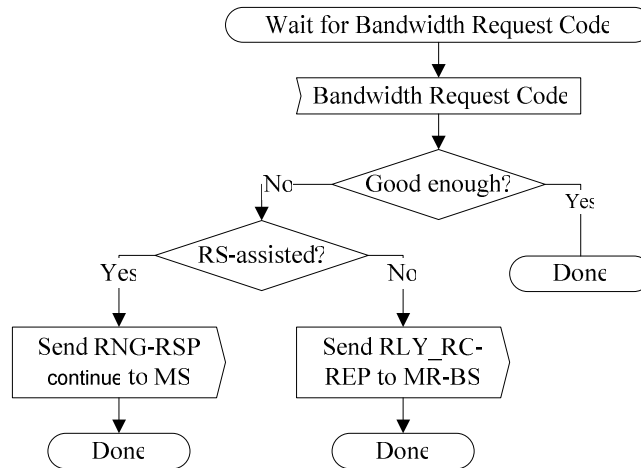 Wait for Bandwidth Request Code
Bandwidth Request Code
Good enough?
No
Yes
RS-assisted?
Done
Yes
No
Send RNG-RSP
continue to MS
Send RLY_RC-
REP to MR-BS
Done
Done